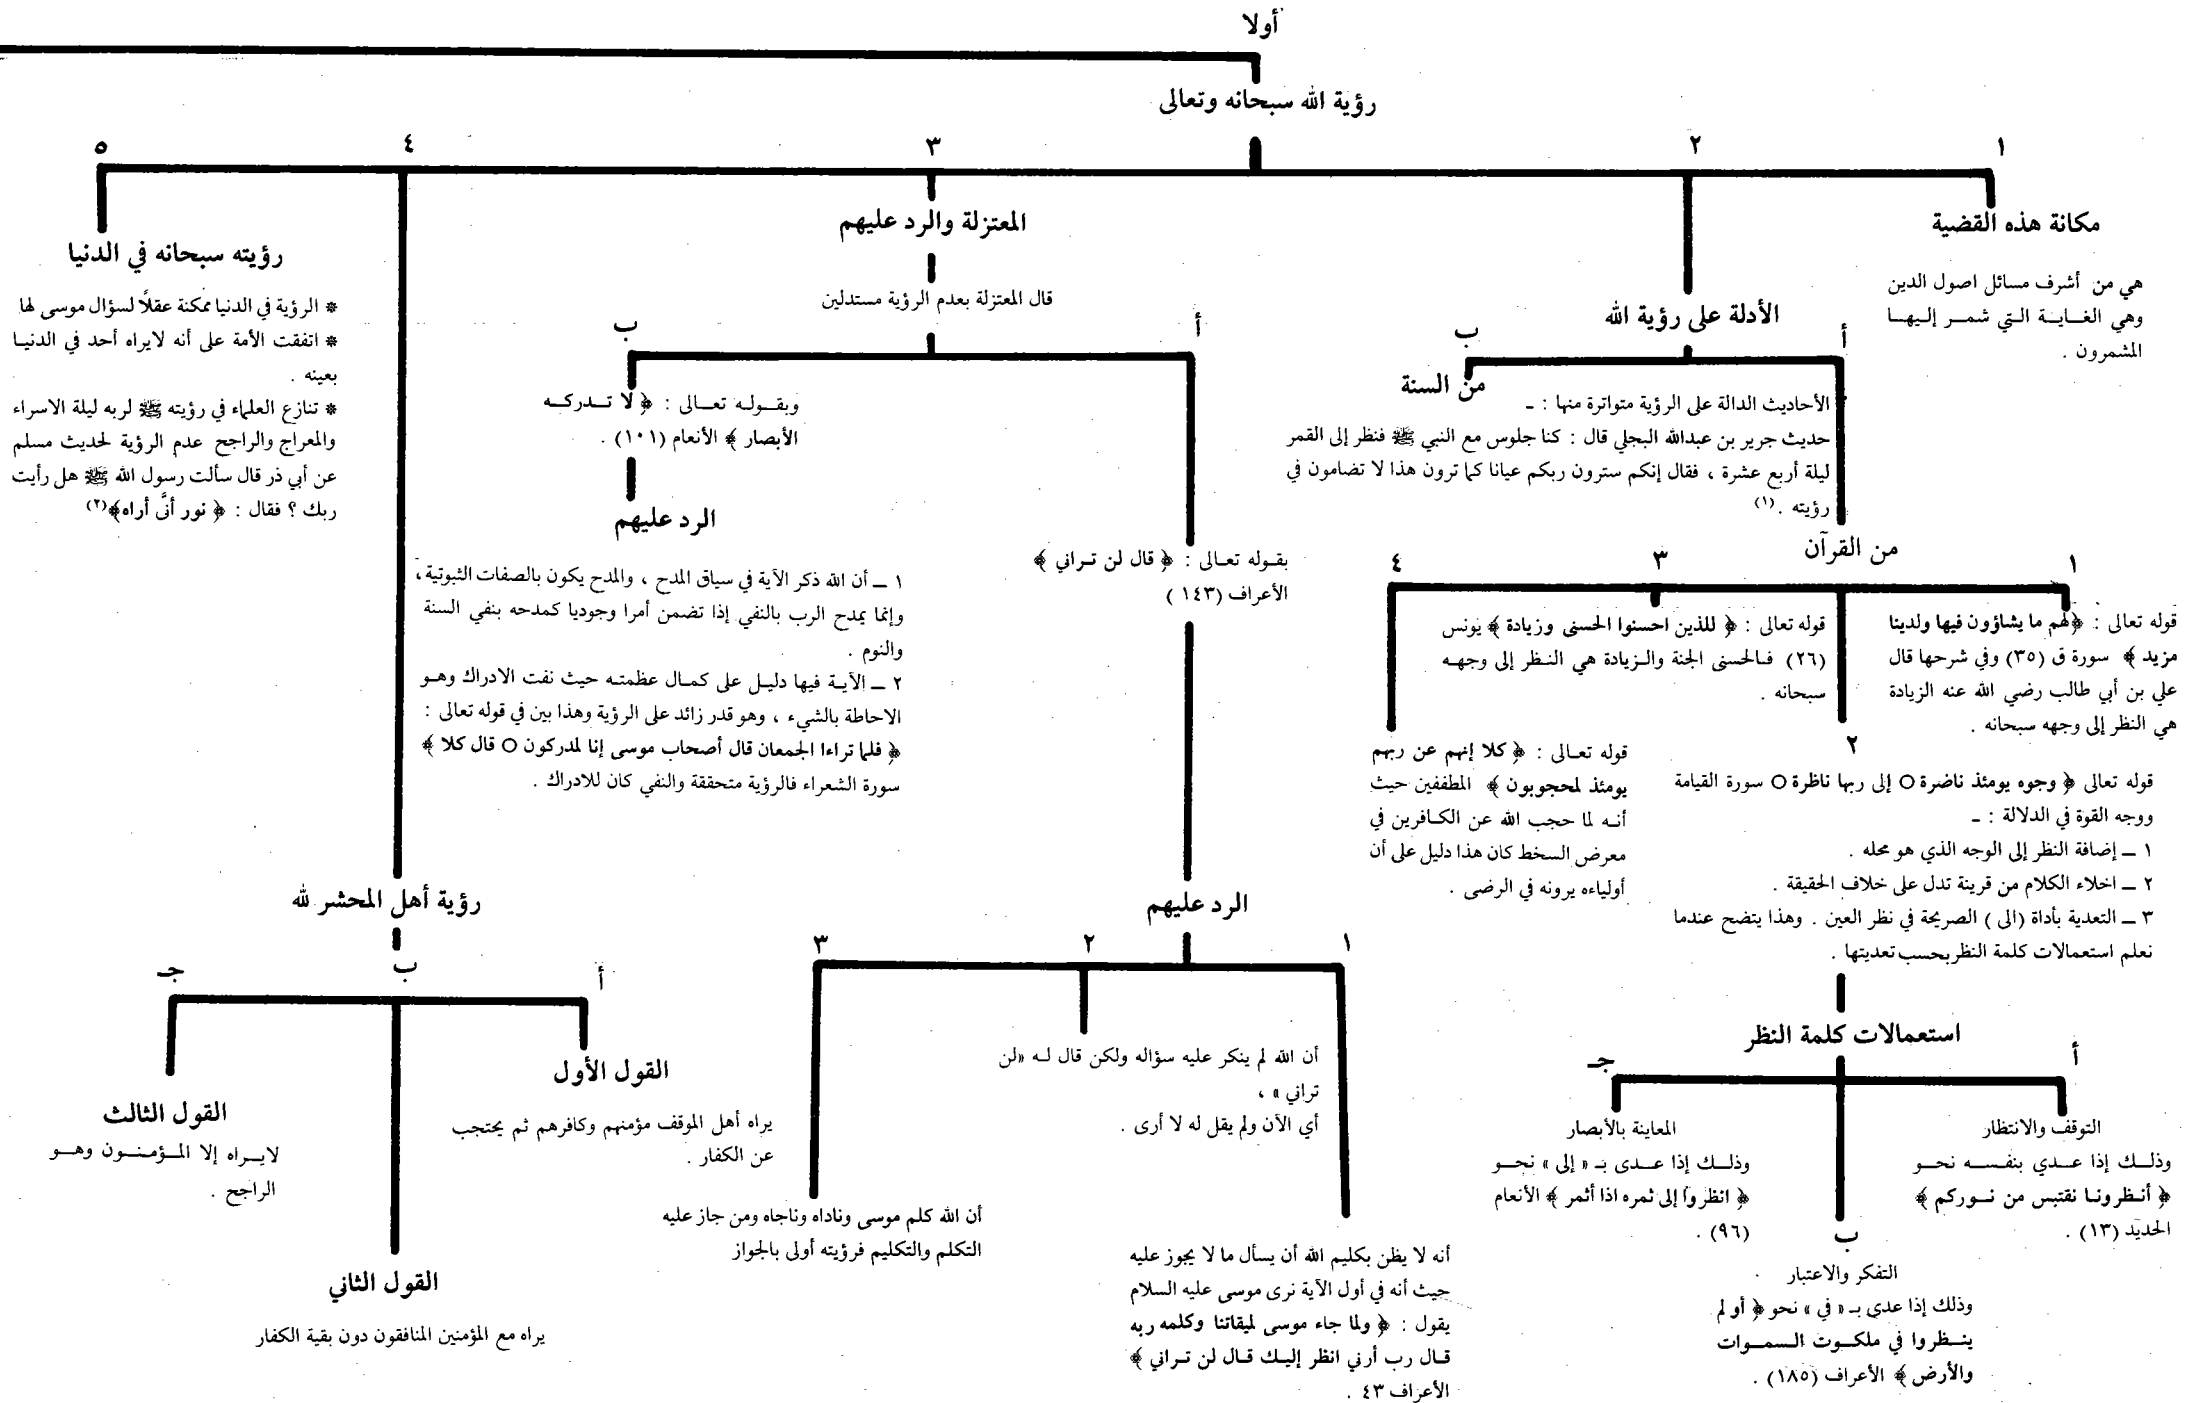 أولا
رؤية الله سبحانه وتعالى
١
مكانة هذه القضية
هي من أشرف مسائل اصول الدين
وهي الغاية التي شمر إليها
المشمرون .
٢
الأدلة على رؤية الله
أ
من القرآن
١
قوله تعالى : ﴿لهم ما يشاؤون فيها ولدينا
مزيد ﴾ سورة ق (٣٥) وفي شرحها قال
علي بن أبي طالب رضي الله عنه الزيادة
هي النظر إلى وجهه سبحانه .
٢
قوله تعالى ﴿ وجوه يومئذ ناضرة ○ إلى ربها ناظرة ○ سورة القيامة
ووجه القوة في الدلالة : ـ
١ ــ إضافة النظر إلى الوجه الذي هو محله .
٢ ــ اخلاء الكلام من قرينة تدل على خلاف الحقيقة .
٣ ــ التعدية بأداة (الى ) الصريحة في نظر العين . وهذا يتضح عندما
نعلم استعمالات كلمة النظر بحسب تعديتها .
استعمالات كلمة النظر
أ
التوقف والانتظار
وذلك إذا عدي بنفسه نحو
﴿ أنظرونا نقتبس من نوركم ﴾
الحديد (١٣) .
ب
التفكر والاعتبار
وذلك إذا عدي بـ « في » نحو ﴿ أو لم
ينظروا في ملكوت السموات
والأرض ﴾ الأعراف (١٨٥) .
جـ
المعاينة بالأبصار
وذلك إذا عدى بـ « إلى » نحو
﴿ انظروا إلى ثمره اذا أثمر ﴾ الأنعام
(٩٦) .
٣
قوله تعالى : ﴿ للذين احسنوا الحسنى وزيادة ﴾ يونس
(٢٦) فالحسنى الجنة والزيادة هي النظر إلى وجهه
سبحانه .
٤
قوله تعالى : ﴿ كلا إنهم عن ربهم
يومئذ لمحجوبون ﴾ المطففين حيث
أنه لما حجب الله عن الكافرين في
معرض السخط كان هذا دليل على أن
أولياءه يرونه في الرضى .
ب
من السنة
الأحاديث الدالة على الرؤية متواترة منها : ـ
حديث جرير بن عبدالله البجلي قال : كنا جلوس مع النبي ﷺ فنظر إلى القمر
ليلة أربع عشرة ، فقال إنكم سترون ربكم عيانا كما ترون هذا لا تضامون في
رؤيته .(١)
٣
المعتزلة والرد عليهم
قال المعتزلة بعدم الرؤية مستدلين
أ
بقوله تعالى : ﴿ قال لن تراني ﴾
الأعراف (١٤٣ )
الرد عليهم
١
أنه لا يظن بكليم الله أن يسأل ما لا يجوز عليه
حيث أنه في أول الآية نرى موسى عليه السلام
يقول : ﴿ ولما جاء موسى لميقاتنا وكلمه ربه
قال رب أرني انظر إليك قال لن تراني ﴾
الأعراف ٤٣ .
٢
أن الله لم ينكر عليه سؤاله ولكن قال له «لن
تراني » ،
أي الآن ولم يقل له لا أرى .
٣
أن الله كلم موسى وناداه وناجاه ومن جاز عليه
التكلم والتكليم فرؤيته أولى بالجواز
ب
وبقوله تعالى : ﴿ لا تدركه
الأبصار ﴾ الأنعام (١٠١) .
الرد عليهم
١ ــ أن الله ذكر الآية في سياق المدح ، والمدح يكون بالصفات الثبوتية،
وإنما يمدح الرب بالنفي إذا تضمن أمرا وجوديا كمدحه بنفي السنة
والنوم .
٢ ــ الآية فيها دليل على كمال عظمته حيث نفت الادراك وهو
الاحاطة بالشيء ، وهو قدر زائد على الرؤية وهذا بين في قوله تعالى :
﴿ فلما تراءا الجمعان قال أصحاب موسى إنا لمدركون ○ قال كلا ﴾
سورة الشعراء فالرؤية متحققة والنفي كان للادراك .
٤
رؤية أهل المحشر لله
أ
القول الأول
يراه أهل الموقف مؤمنهم وكافرهم ثم يحتجب
عن الكفار .
ب
القول الثاني
يراه مع المؤمنين المنافقون دون بقية الكفار
جـ
القول الثالث
لايراه إلا المؤمنون وهو
الراجح .
٥
رؤيته سبحانه في الدنيا
* الرؤية في الدنيا ممكنة عقلًا لسؤال موسى لها
* اتفقت الأمة على أنه لايراه أحد في الدنيا
بعينه .
* تنازع العلماء في رؤيته ﷺ لربه ليلة الاسراء
والمعراج والراجح عدم الرؤية لحديث مسلم
عن أبي ذر قال سألت رسول الله ﷺ هل رأيت
ربك ؟ فقال : ﴿ نور أنَّى أراه﴾(٢)